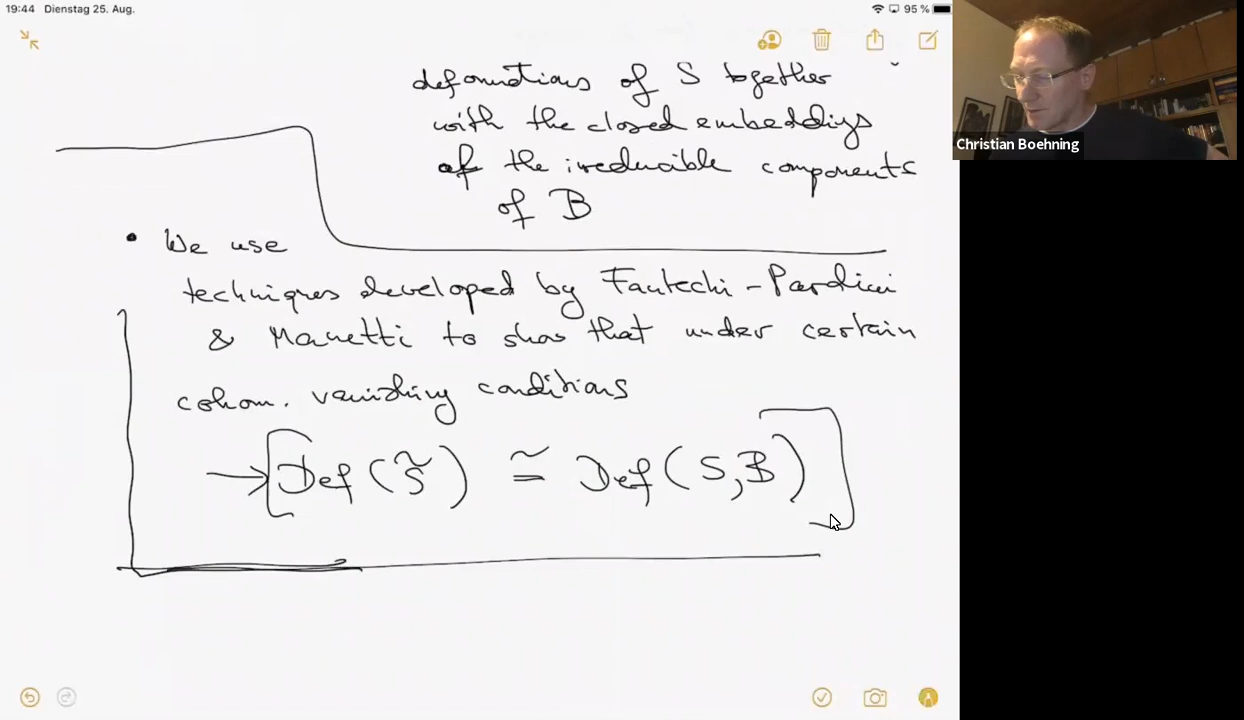 19:44 Dienstag 25. Aug.
95 %
deformations of S together
with the closed embeddings
of the irreducible components
of B
• We use
techniques developed by Fantechi - Pardini
& Manetti to show that under certain
cohom. vanishing conditions
→ [Def(S̃) ≅ Def(S,B)]
Christian Boehning